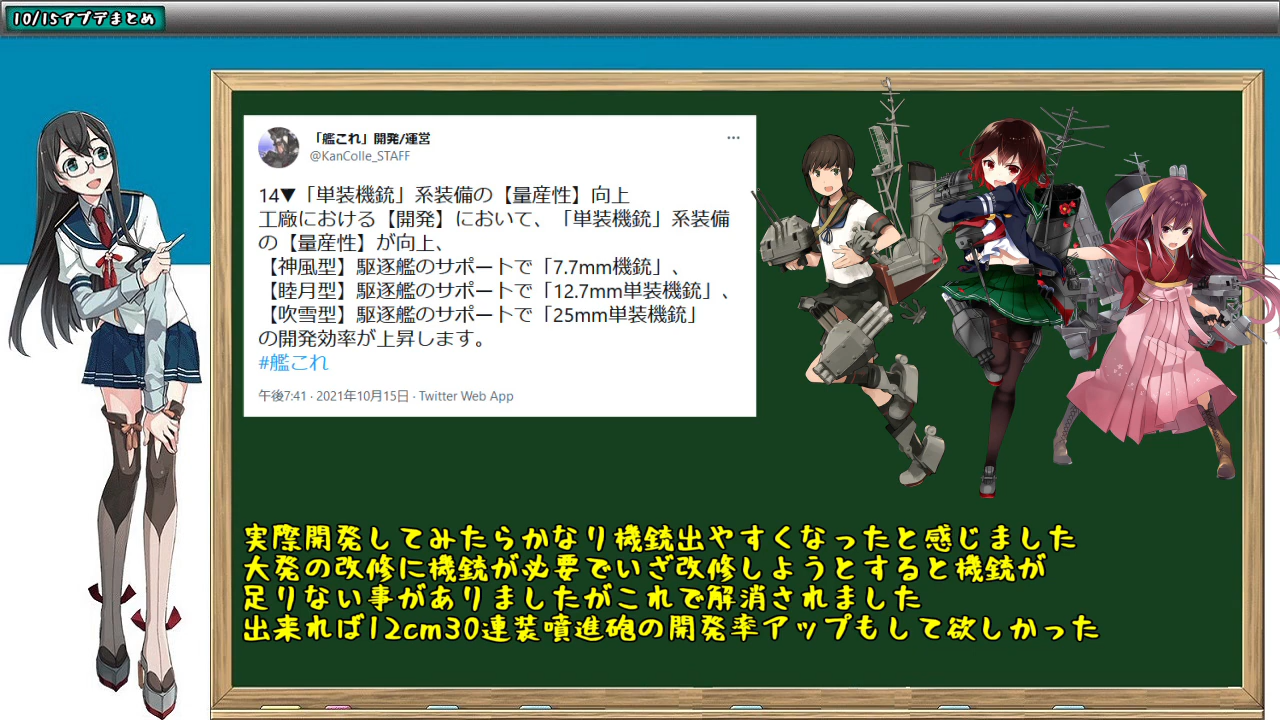 10/15アプデまとめ
「艦これ」開発/運営
@KanColle_STAFF
14▼「単装機銃」系装備の【量産性】向上
工廠における【開発】において、「単装機銃」系装備
の【量産性】が向上、
【神風型】駆逐艦のサポートで「7.7mm機銃」、
【睦月型】駆逐艦のサポートで「12.7mm単装機銃」、
【吹雪型】駆逐艦のサポートで「25mm単装機銃」
の開発効率が上昇します。
#艦これ
午後7:41 · 2021年10月15日 · Twitter Web App
実際開発してみたらかなり機銃出やすくなったと感じました
大発の改修に機銃が必要でいざ改修しようとすると機銃が
足りない事がありましたがこれで解消されました
出来れば12cm30連装噴進砲の開発率アップもして欲しかった